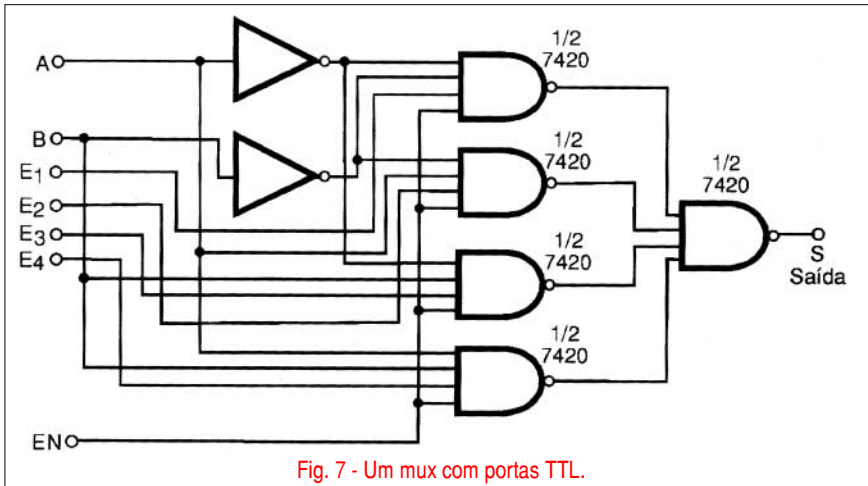 1/2
7420
A
B
1/2
7420
1/2
7420
E1
E2
E3
E4
S
Saída
1/2
7420
1/2
7420
EN
Fig. 7 - Um mux com portas TTL.